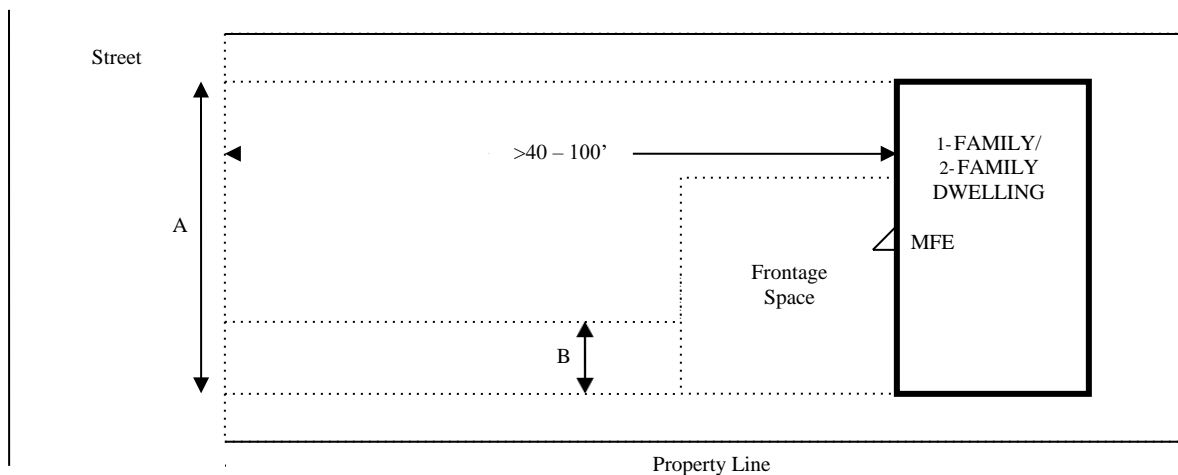 Street
>40 – 100’
1-FAMILY/
2-FAMILY
DWELLING
A
MFE
Frontage
Space
B
Property Line